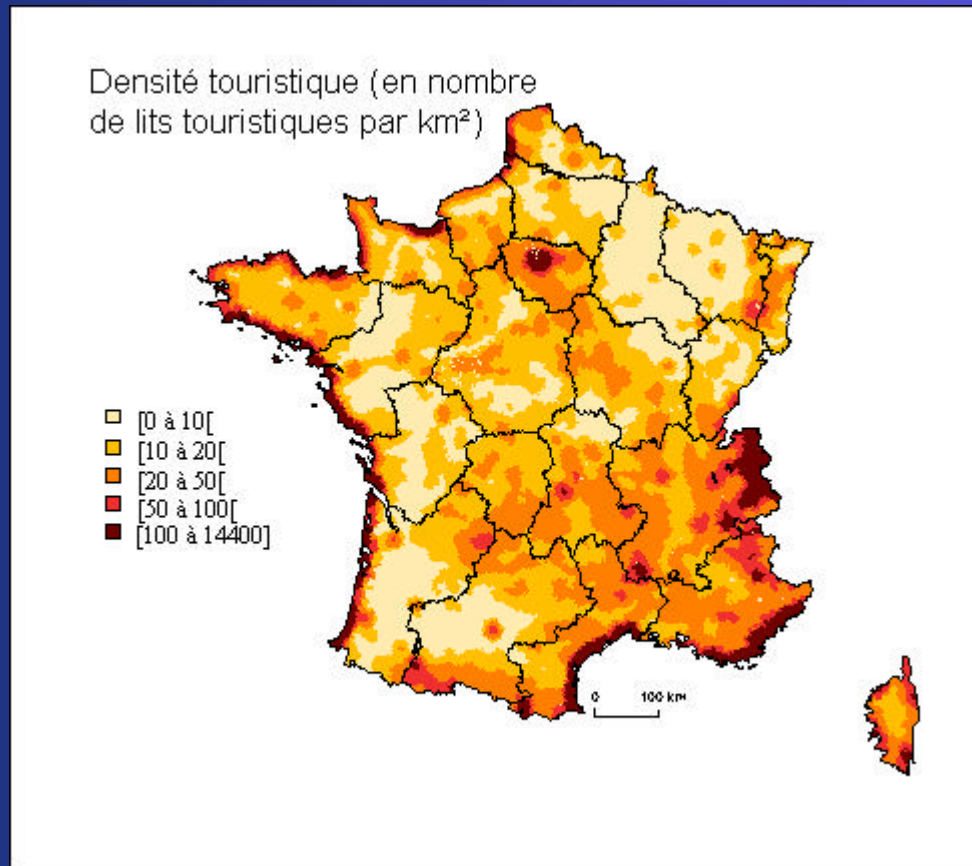 Densité touristique (en nombre
de lits touristiques par km²)
[0 à 10[
[10 à 20[
[20 à 50[
[50 à 100[
[100 à 14400]
0 100 km